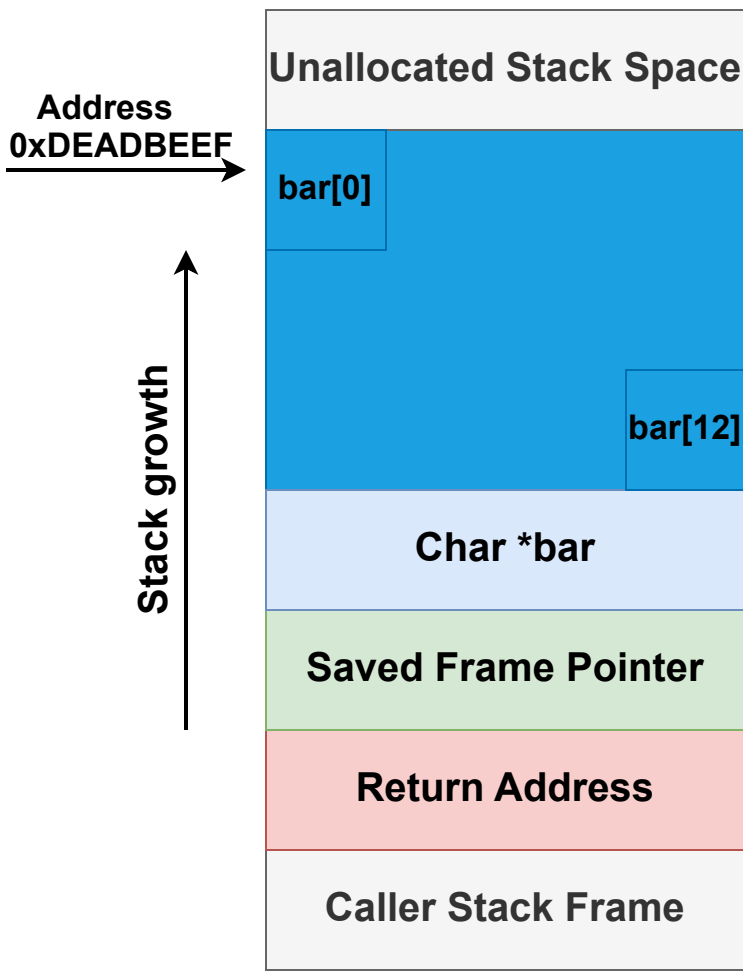 Unallocated Stack Space
Address
0xDEADBEEF
bar[0]
Stack growth
bar[12]
Char *bar
Saved Frame Pointer
Return Address
Caller Stack Frame